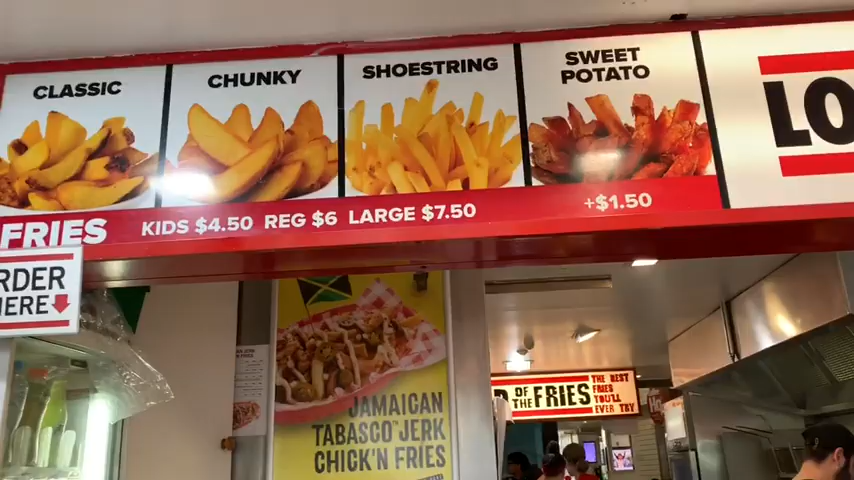 CLASSIC
CHUNKY
SHOESTRING
SWEET
POTATO
LO
FRIES
KIDS $4.50 REG $6 LARGE $7.50
+$1.50
RDER
HERE
JAMAICAN
TABASCO™ JERK
CHICK'N FRIES
OF THE FRIES
THE BEST
FRIES
YOU'LL
EVER TRY